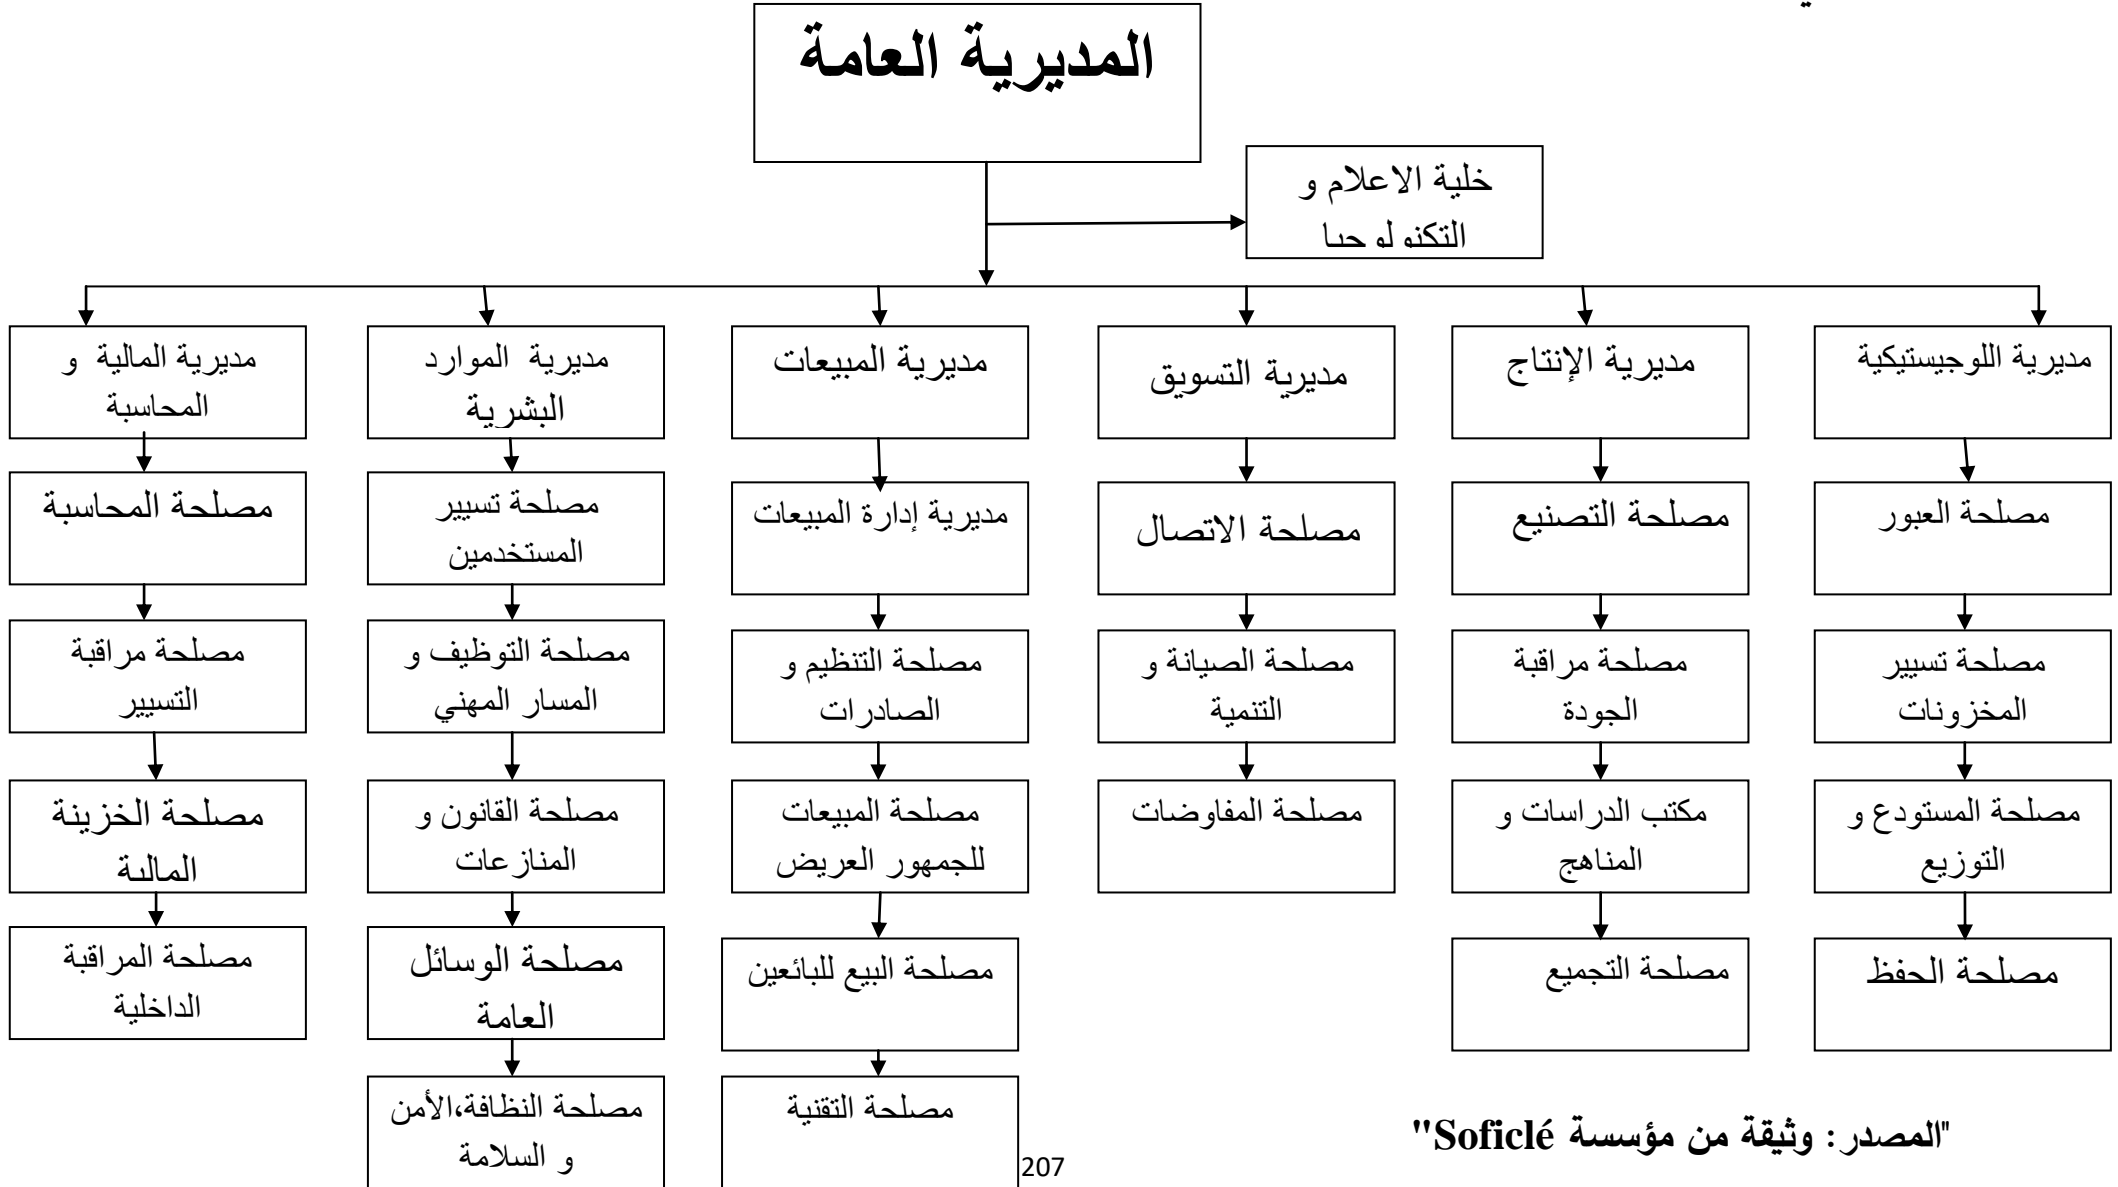 المديرية العامة
خلية الاعلام و
التكنولوجيا
مديرية اللوجيستيكية
مديرية الإنتاج
مديرية التسويق
مديرية المبيعات
مديرية الموارد
البشرية
مديرية المالية و
المحاسبة
مصلحة العبور
مصلحة التصنيع
مصلحة الاتصال
مديرية إدارة المبيعات
مصلحة تسيير
المستخدمين
مصلحة المحاسبة
مصلحة تسيير
المخزونات
مصلحة مراقبة
الجودة
مصلحة الصيانة و
التنمية
مصلحة التنظيم و
الصادرات
مصلحة التوظيف و
المسار المهني
مصلحة مراقبة
التسيير
مصلحة المستودع و
التوزيع
مكتب الدراسات و
المناهج
مصلحة المفاوضات
مصلحة المبيعات
للجمهور العريض
مصلحة القانون و
المنازعات
مصلحة الخزينة
المالية
مصلحة الحفظ
مصلحة التجميع
مصلحة البيع للبائعين
مصلحة الوسائل
العامة
مصلحة المراقبة
الداخلية
مصلحة التقنية
مصلحة النظافة،الأمن
و السلامة
"المصدر: وثيقة من مؤسسة Soficlé"
207